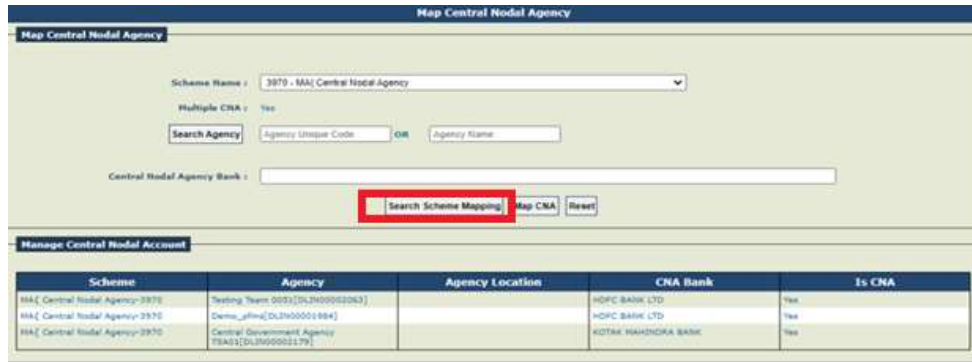 Map Central Nodal Agency
Map Central Nodal Agency
Scheme Name : 3979 - MA[ Central Nodal Agency
Multiple CNA : Yes
Search Agency Agency Unique Code OR Agency Name
Central Nodal Agency Bank :
Search Scheme Mapping Map CNA Reset
Manage Central Nodal Account
Scheme Agency Agency Location CNA Bank Is CNA
MA[ Central Nodal Agency-3970 Testing Team 0051[DLIN00002063] HDFC BANK LTD Yes
MA[ Central Nodal Agency-3970 Demo_pfms[DLIN00001984] HDFC BANK LTD Yes
MA[ Central Nodal Agency-3970 Central Government Agency KOTAK MAHINDRA BANK Yes
TSA01[DLIN00002179]